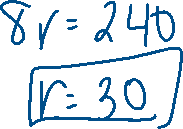 8r = 240
r = 30